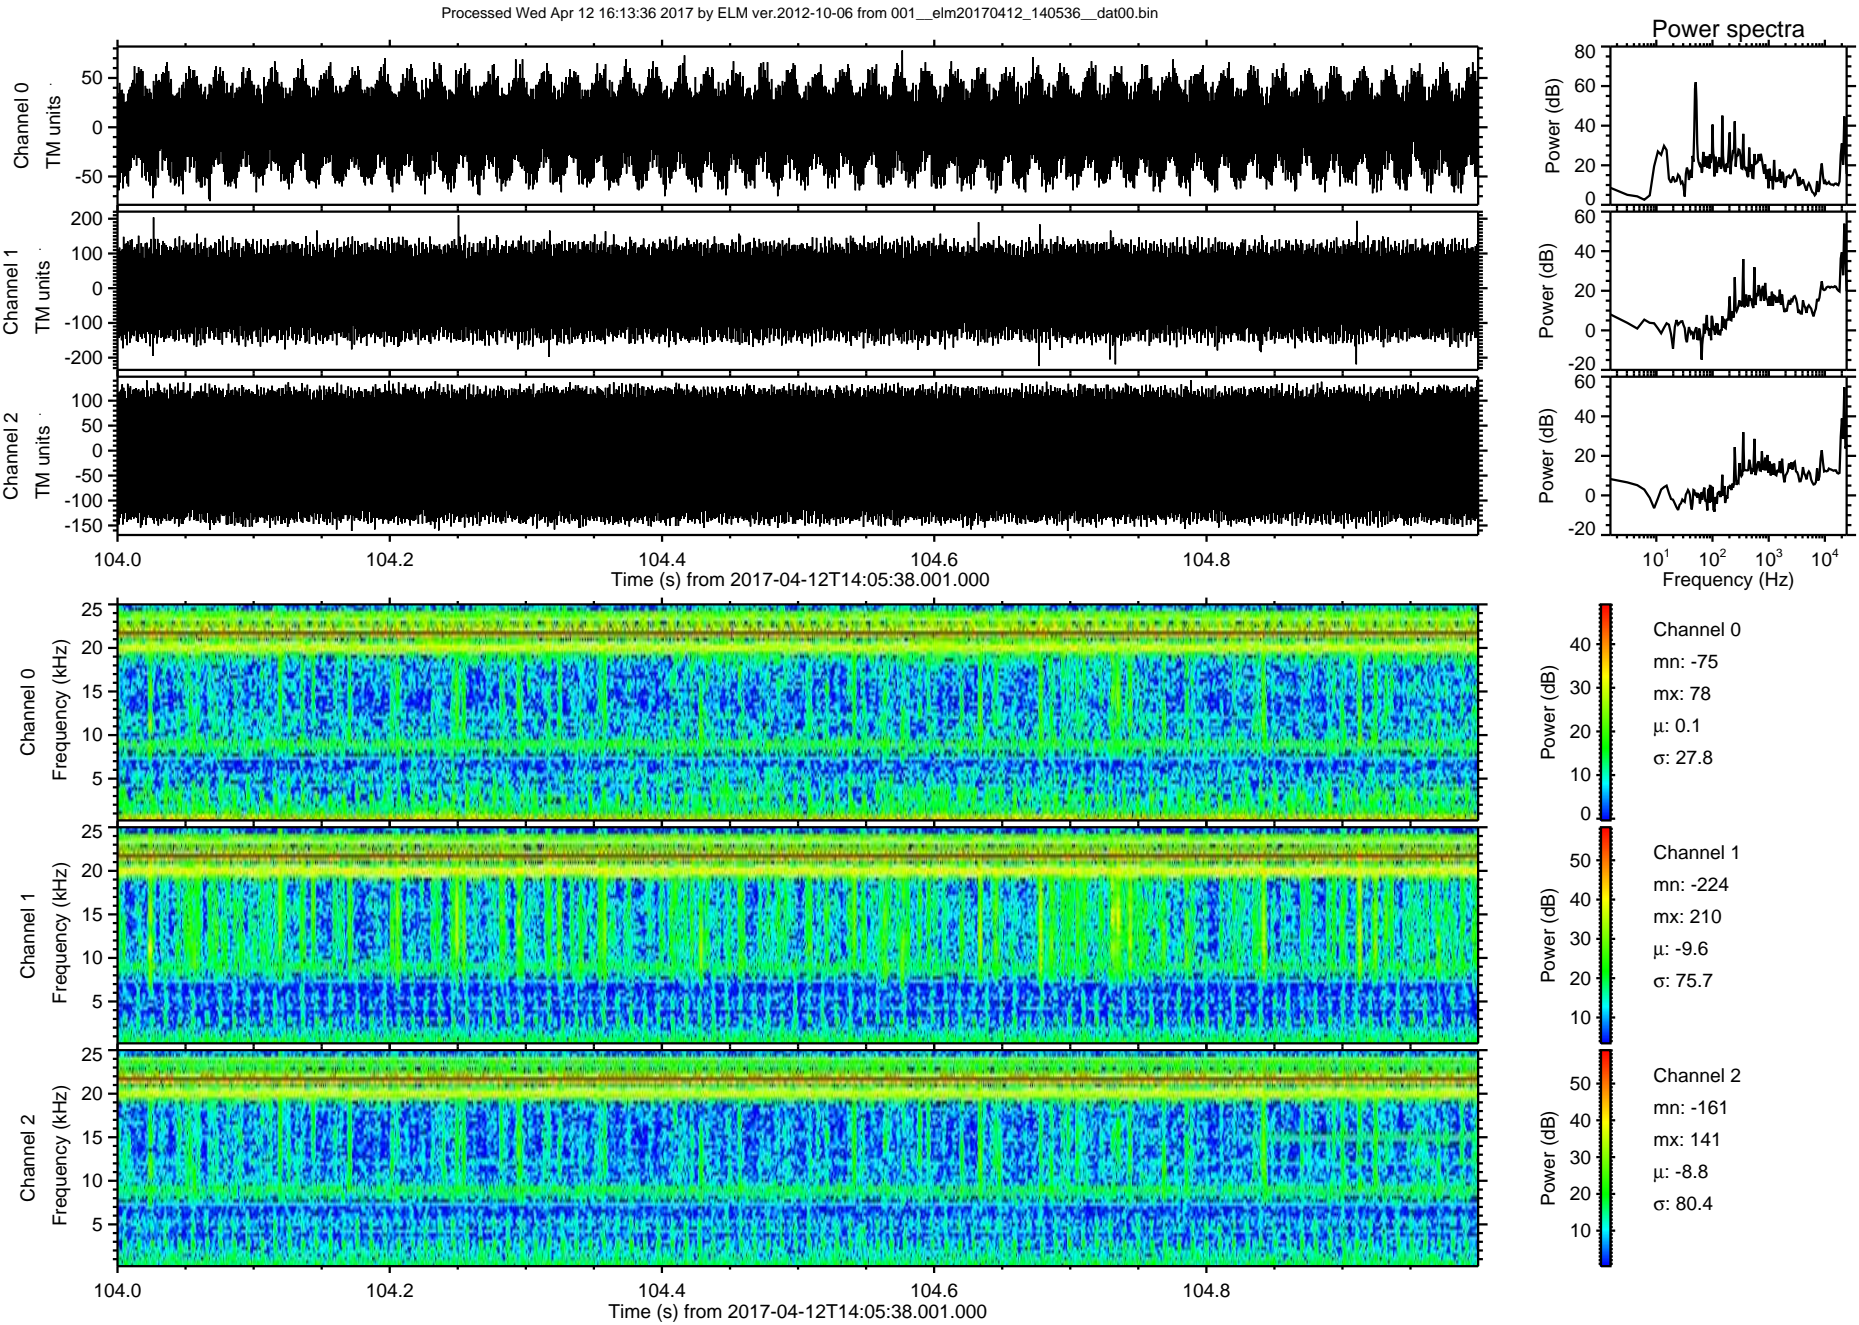 Processed Wed Apr 12 16:13:36 2017 by ELM ver.2012-10-06 from 001__elm20170412_140536__dat00.bin
Power spectra
Channel 0
TM units
50
0
-50
Power (dB)
80
60
40
20
0
Channel 1
TM units
200
100
0
-100
-200
Power (dB)
60
40
20
0
-20
Channel 2
TM units
100
50
0
-50
-100
-150
Power (dB)
60
40
20
0
-20
104.0 104.2 104.4 104.6 104.8
Time (s) from 2017-04-12T14:05:38.001.000
10^1 10^2 10^3 10^4
Frequency (Hz)
Channel 0
Frequency (kHz)
25
20
15
10
5
Power (dB)
40
30
20
10
0
Channel 0
mn: -75
mx: 78
μ: 0.1
σ: 27.8
Channel 1
Frequency (kHz)
25
20
15
10
5
Power (dB)
50
40
30
20
10
Channel 1
mn: -224
mx: 210
μ: -9.6
σ: 75.7
Channel 2
Frequency (kHz)
25
20
15
10
5
Power (dB)
50
40
30
20
10
Channel 2
mn: -161
mx: 141
μ: -8.8
σ: 80.4
104.0 104.2 104.4 104.6 104.8
Time (s) from 2017-04-12T14:05:38.001.000